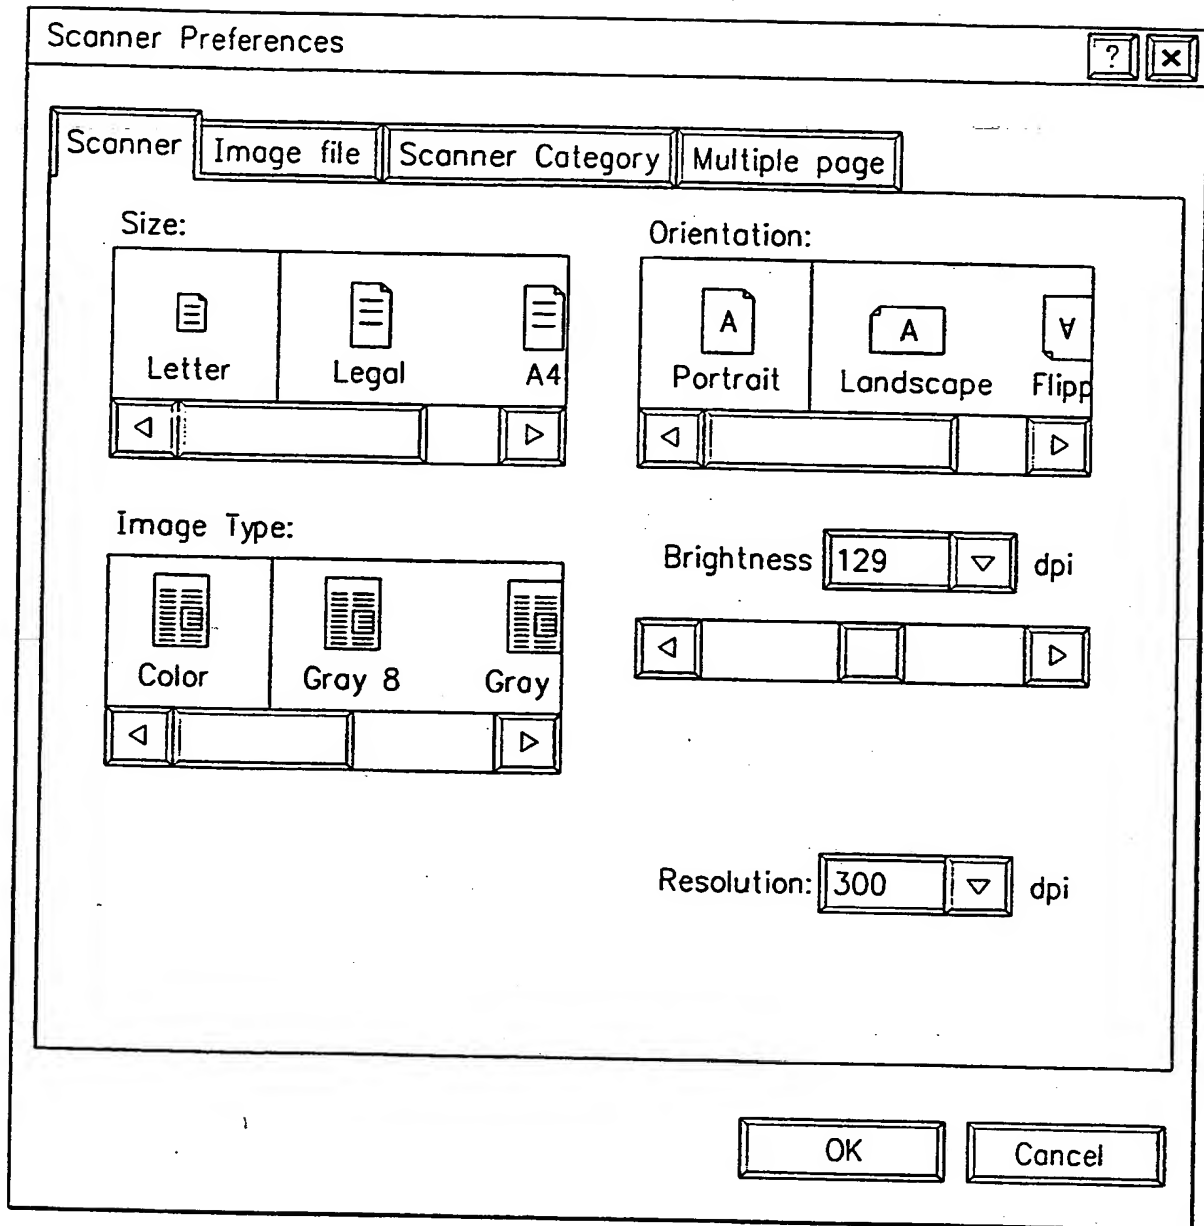 Scanner Preferences ? ×
Scanner Image file Scanner Category Multiple page
Size:
Letter Legal A4
Orientation:
A A A
Portrait Landscape Flipp
Image Type:
Color Gray 8 Gray
Brightness 129 dpi
Resolution: 300 dpi
OK Cancel